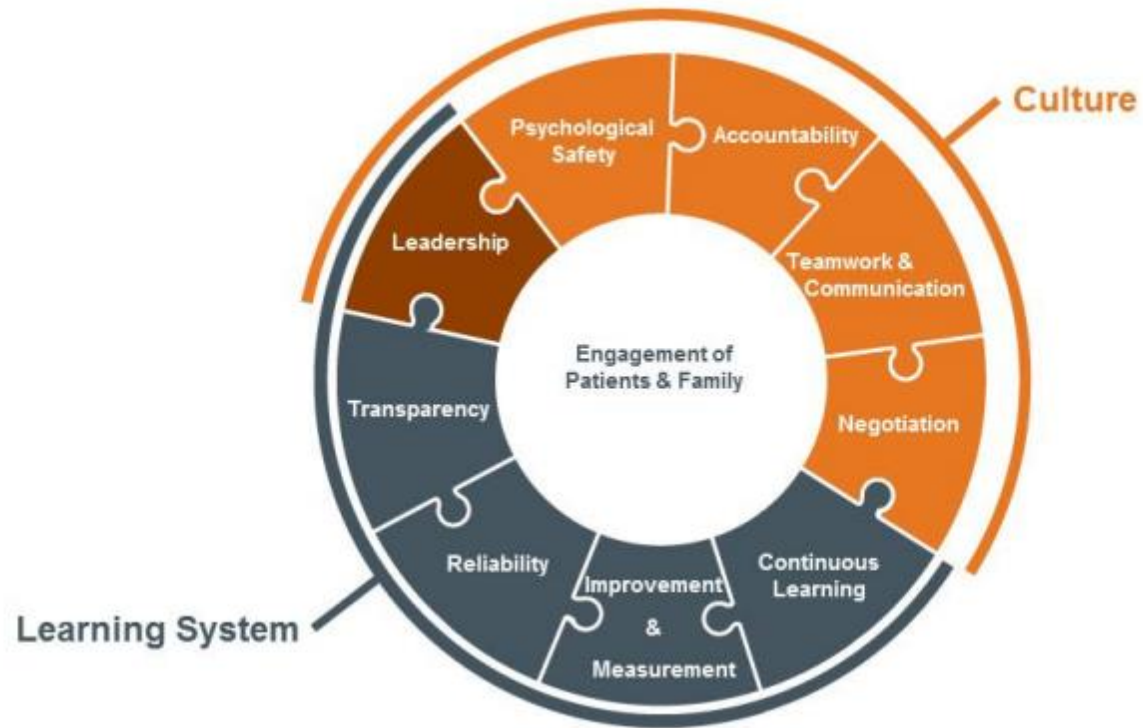 Culture
Psychological
Safety
Accountability
Leadership
Teamwork &
Communication
Engagement of
Patients & Family
Transparency
Negotiation
Reliability
Improvement
&
Measurement
Continuous
Learning
Learning System